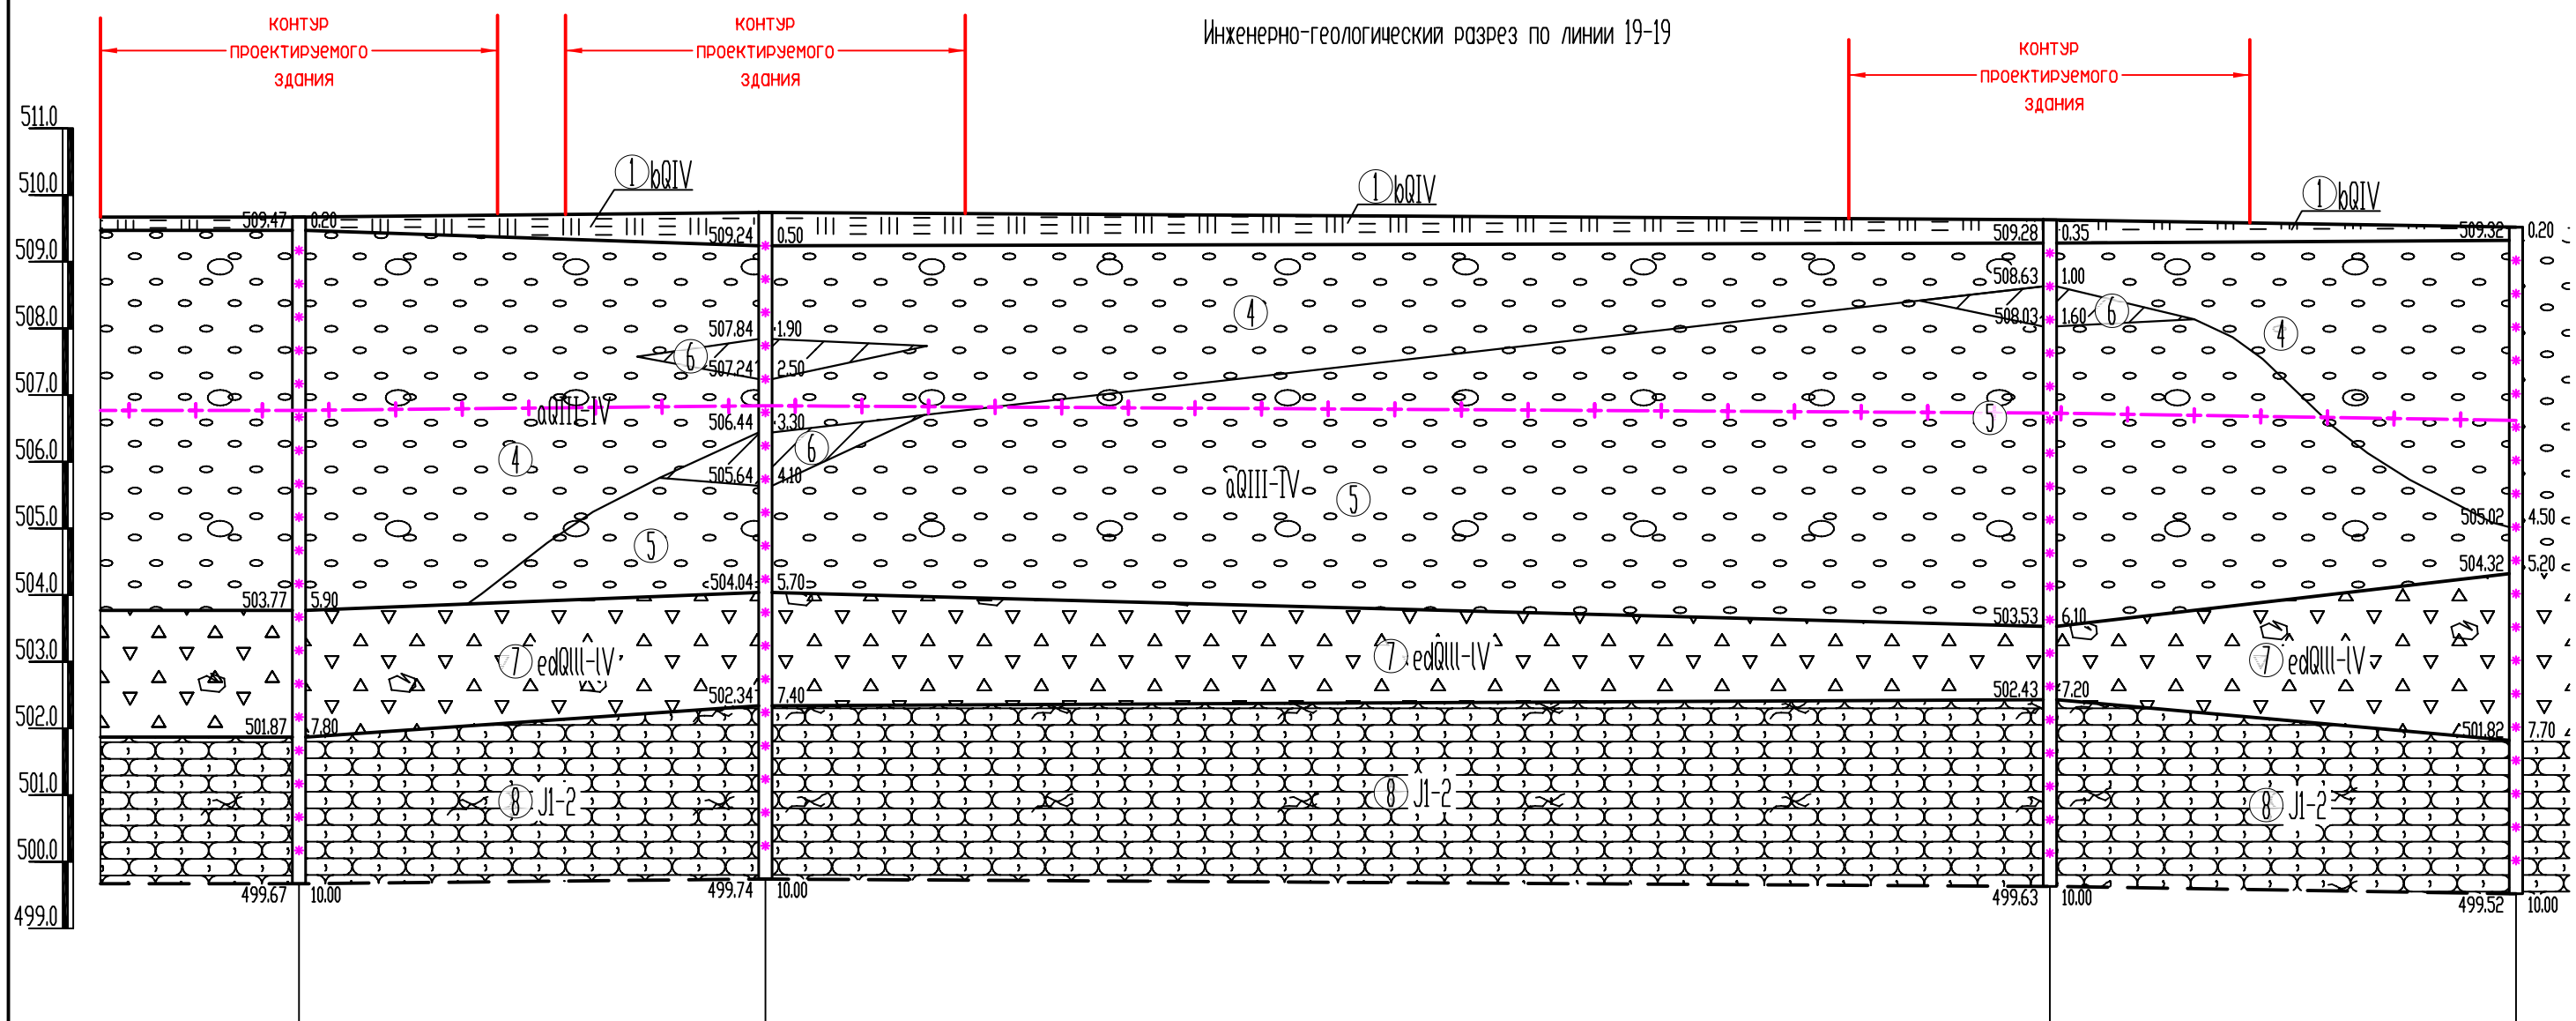 Инженерно-геологический разрез по линии 19-19
контур
проектируемого
здания
контур
проектируемого
здания
контур
проектируемого
здания
511.0
510.0
509.0
508.0
507.0
506.0
505.0
504.0
503.0
502.0
501.0
500.0
499.0
1 bQIV
1 bQIV
1 bQIV
509.47 0.20
503.77 5.90
501.87 7.80
499.67 10.00
509.24 0.50
507.84 1.90
507.24 2.50
506.44 3.30
505.64 4.10
504.04 5.70
502.34 7.40
499.74 10.00
509.28 0.35
508.63 1.00
508.03 1.60
503.53 6.10
502.43 7.20
499.63 10.00
509.32 0.20
505.02 4.50
504.32 5.20
501.82 7.70
499.52 10.00
4
6
4
6
aQIII-IV
5
4
6
aQIII-IV
5
5
7 edQIII-IV
7 edQIII-IV
7 edQIII-IV
8 J1-2
8 J1-2
8 J1-2